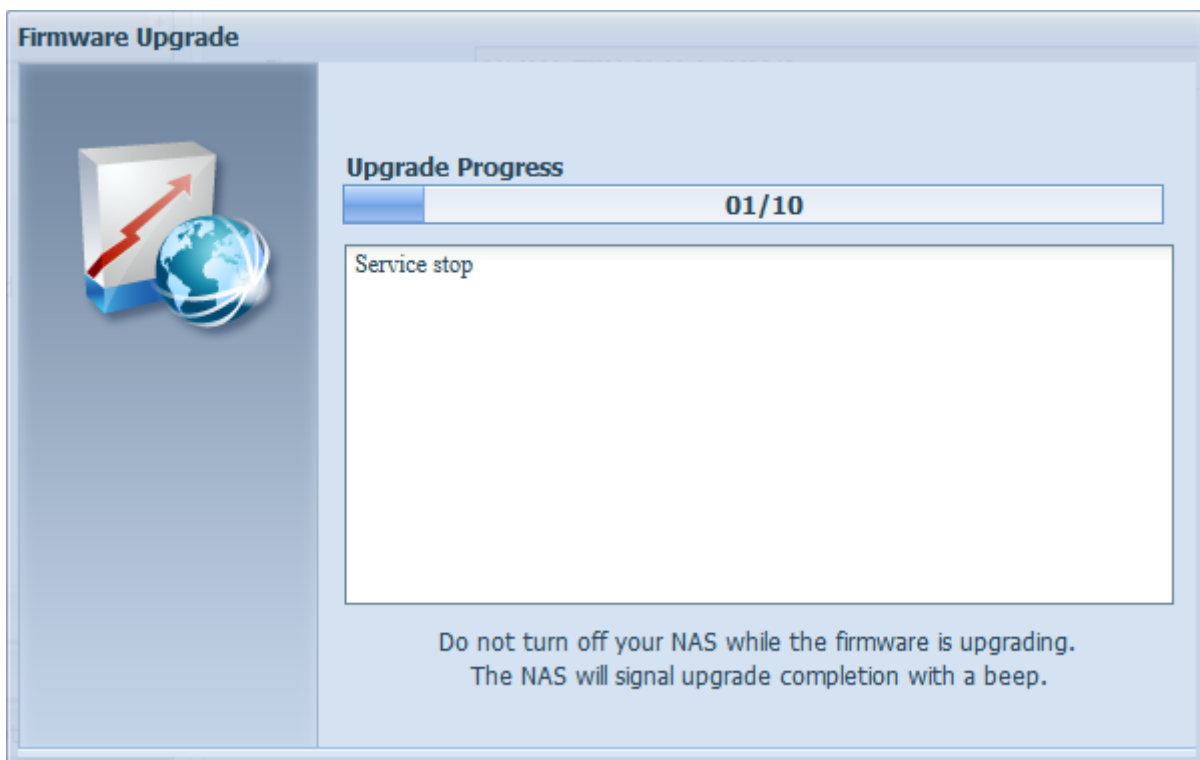 Firmware Upgrade
Upgrade Progress
01/10
Service stop
Do not turn off your NAS while the firmware is upgrading.
The NAS will signal upgrade completion with a beep.